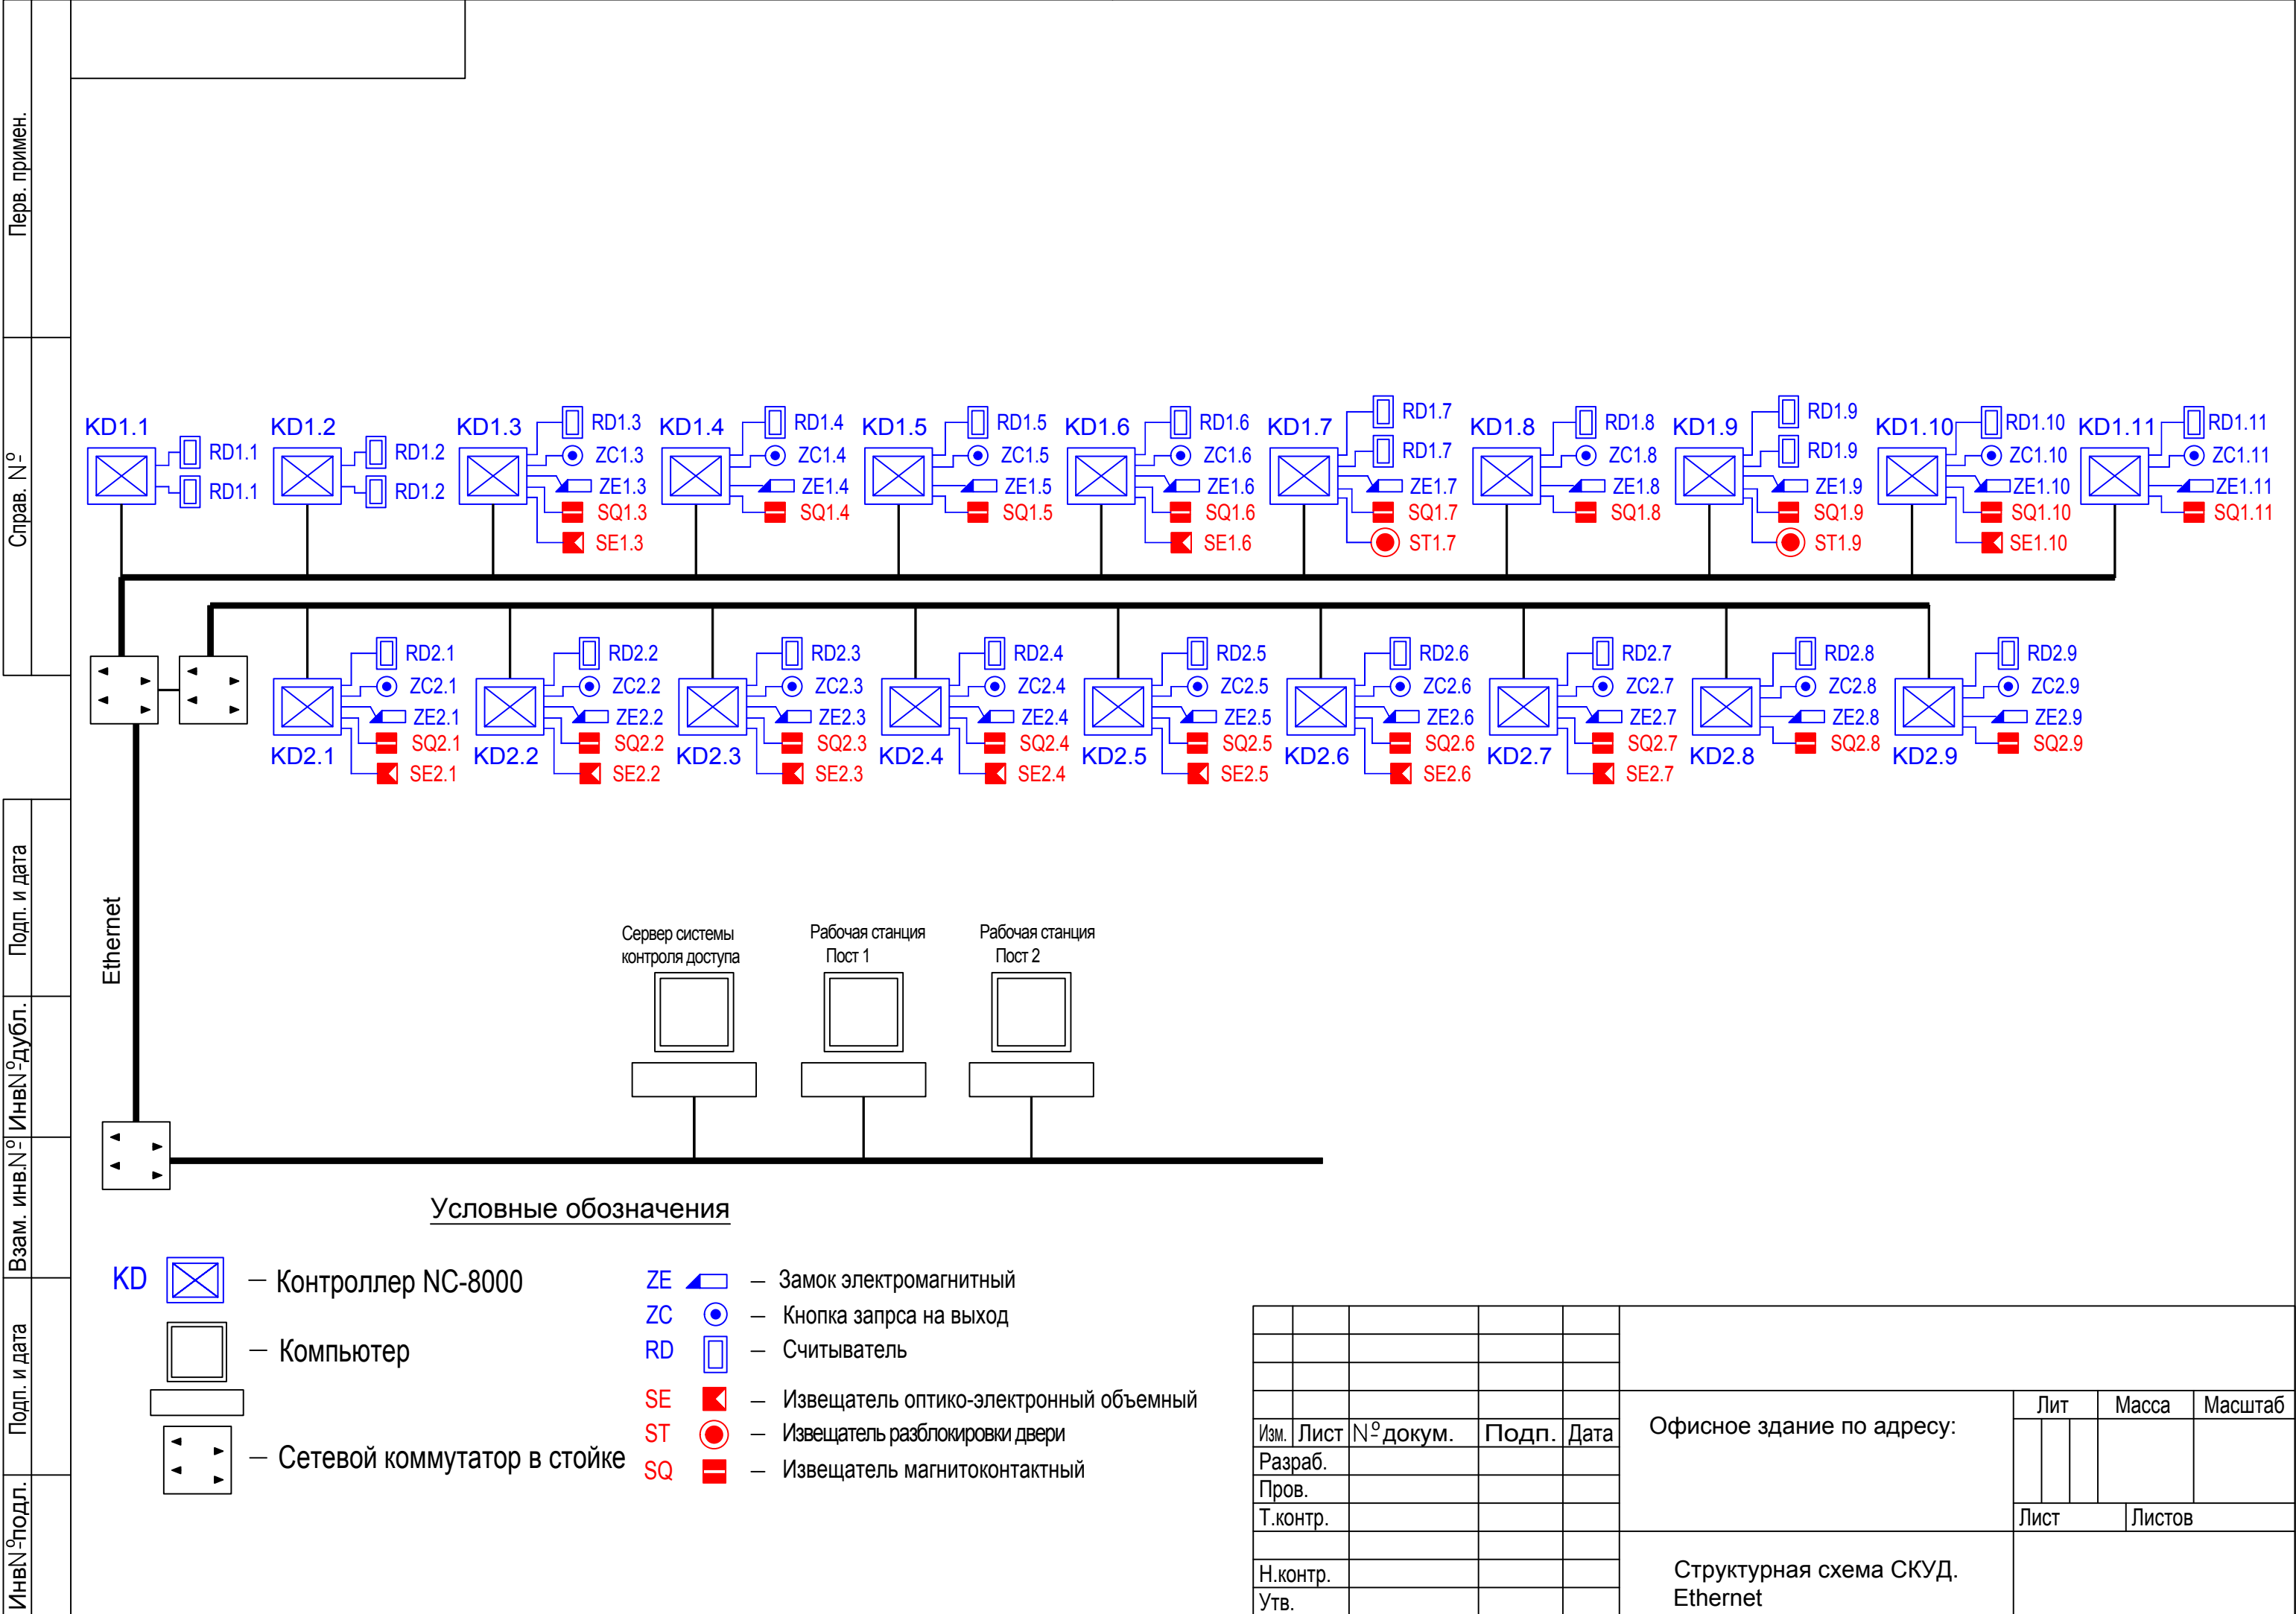 Перв. примен.
Справ. №
Подп. и дата
Инв№дубл.
Взам. инв.№
Подп. и дата
Инв№подл.
KD1.1
RD1.1
RD1.1
KD1.2
RD1.2
RD1.2
KD1.3
RD1.3
ZC1.3
ZE1.3
SQ1.3
SE1.3
KD1.4
RD1.4
ZC1.4
ZE1.4
SQ1.4
KD1.5
RD1.5
ZC1.5
ZE1.5
SQ1.5
KD1.6
RD1.6
ZC1.6
ZE1.6
SQ1.6
SE1.6
KD1.7
RD1.7
RD1.7
ZE1.7
SQ1.7
ST1.7
KD1.8
RD1.8
ZC1.8
ZE1.8
SQ1.8
KD1.9
RD1.9
RD1.9
ZE1.9
SQ1.9
ST1.9
KD1.10
RD1.10
ZC1.10
ZE1.10
SQ1.10
SE1.10
KD1.11
RD1.11
ZC1.11
ZE1.11
SQ1.11
KD2.1
RD2.1
ZC2.1
ZE2.1
SQ2.1
SE2.1
KD2.2
RD2.2
ZC2.2
ZE2.2
SQ2.2
SE2.2
KD2.3
RD2.3
ZC2.3
ZE2.3
SQ2.3
SE2.3
KD2.4
RD2.4
ZC2.4
ZE2.4
SQ2.4
SE2.4
KD2.5
RD2.5
ZC2.5
ZE2.5
SQ2.5
SE2.5
KD2.6
RD2.6
ZC2.6
ZE2.6
SQ2.6
SE2.6
KD2.7
RD2.7
ZC2.7
ZE2.7
SQ2.7
SE2.7
KD2.8
RD2.8
ZC2.8
ZE2.8
SQ2.8
KD2.9
RD2.9
ZC2.9
ZE2.9
SQ2.9
Ethernet
Сервер системы
контроля доступа
Рабочая станция
Пост 1
Рабочая станция
Пост 2
Условные обозначения
KD – Контроллер NC-8000
– Компьютер
– Сетевой коммутатор в стойке
ZE – Замок электромагнитный
ZC – Кнопка запрса на выход
RD – Считыватель
SE – Извещатель оптико-электронный объемный
ST – Извещатель разблокировки двери
SQ – Извещатель магнитоконтактный
Изм. Лист № докум. Подп. Дата
Разраб.
Пров.
Т.контр.
Н.контр.
Утв.
Офисное здание по адресу:
Лит Масса Масштаб
Лист Листов
Структурная схема СКУД.
Ethernet